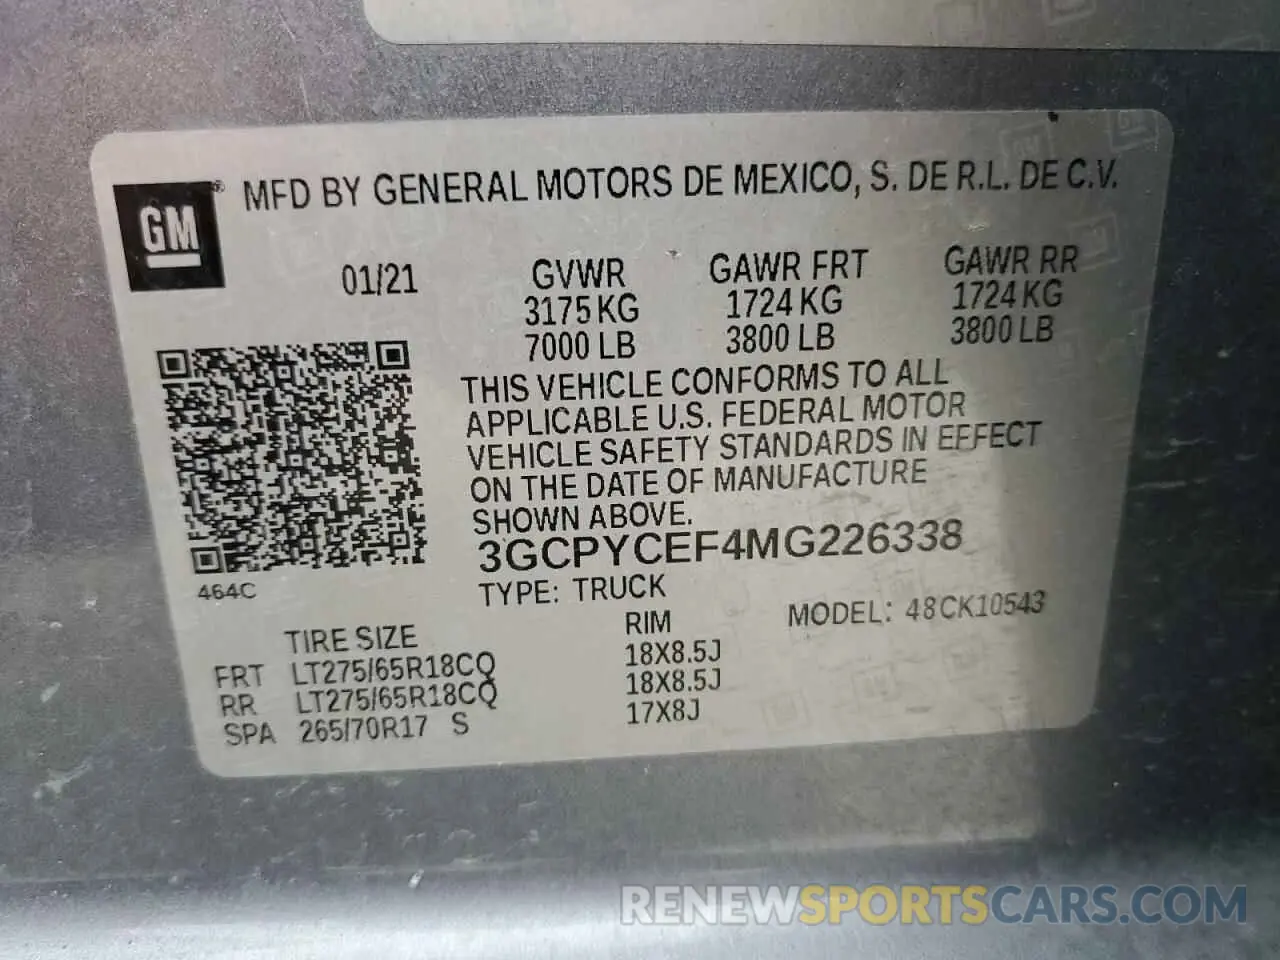 GM® MFD BY GENERAL MOTORS DE MEXICO, S. DE R.L. DE C.V.
01/21 GVWR GAWR FRT GAWR RR
3175 KG 1724 KG 1724 KG
7000 LB 3800 LB 3800 LB
THIS VEHICLE CONFORMS TO ALL
APPLICABLE U.S. FEDERAL MOTOR
VEHICLE SAFETY STANDARDS IN EFFECT
ON THE DATE OF MANUFACTURE
SHOWN ABOVE.
3GCPYCEF4MG226338
464C TYPE: TRUCK MODEL: 48CK10543
TIRE SIZE RIM
FRT LT275/65R18CQ 18X8.5J
RR LT275/65R18CQ 18X8.5J
SPA 265/70R17 S 17X8J
RENEWSPORTSCARS.COM